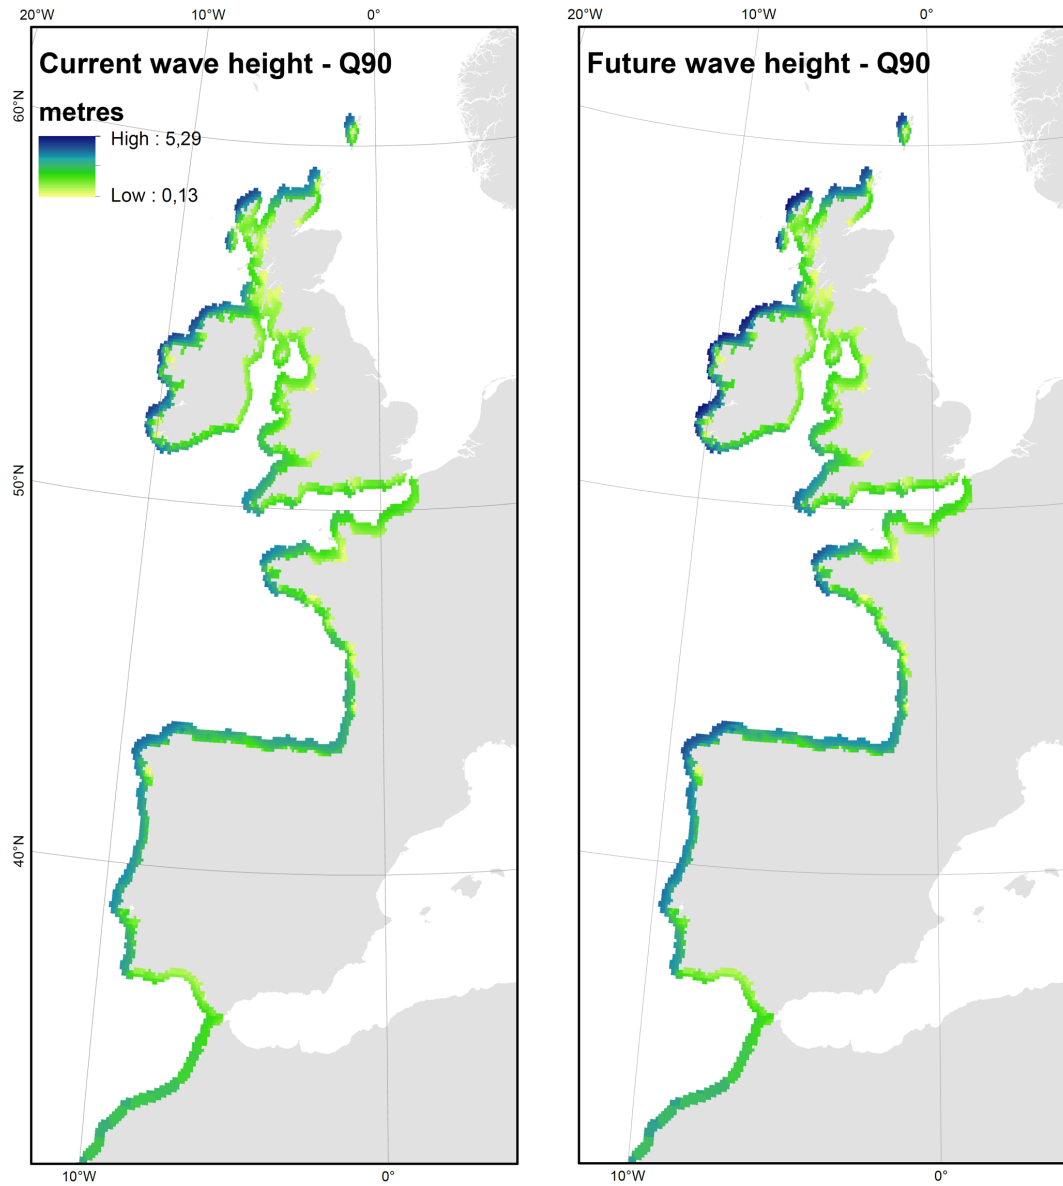 20°W
10°W
0°
20°W
10°W
0°
Current wave height - Q90
Future wave height - Q90
metres
High : 5,29
Low : 0,13
60°N
50°N
40°N
10°W
0°
10°W
0°